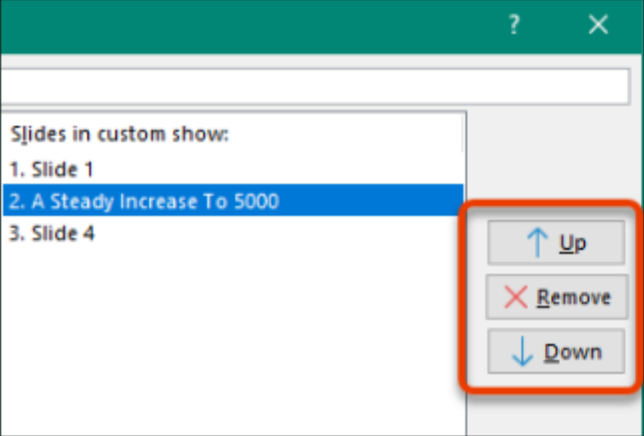 ?
Slides in custom show:
1. Slide 1
2. A Steady Increase To 5000
3. Slide 4
Up
Remove
Down